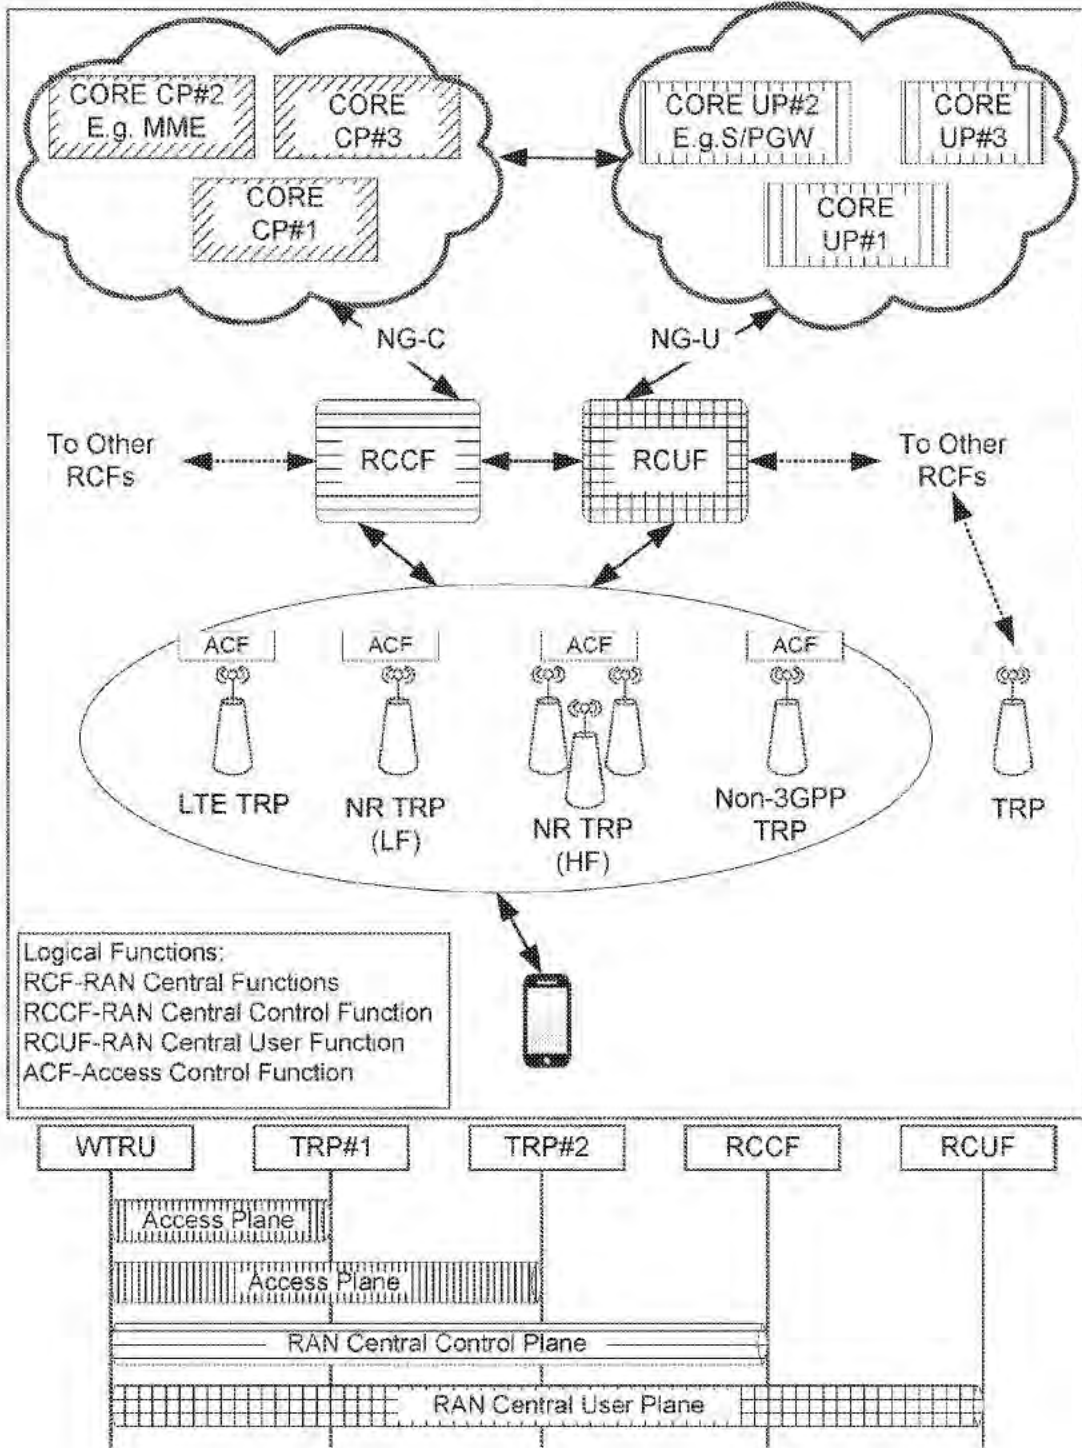 CORE CP#2
E.g. MME
CORE
CP#3
CORE
CP#1
CORE UP#2
E.g.S/PGW
CORE
UP#3
CORE
UP#1
NG-C
NG-U
To Other
RCFs
RCCF
RCUF
To Other
RCFs
ACF
ACF
ACF
ACF
LTE TRP
NR TRP
(LF)
NR TRP
(HF)
Non-3GPP
TRP
TRP
Logical Functions:
RCF-RAN Central Functions
RCCF-RAN Central Control Function
RCUF-RAN Central User Function
ACF-Access Control Function
WTRU
TRP#1
TRP#2
RCCF
RCUF
Access Plane
Access Plane
RAN Central Control Plane
RAN Central User Plane